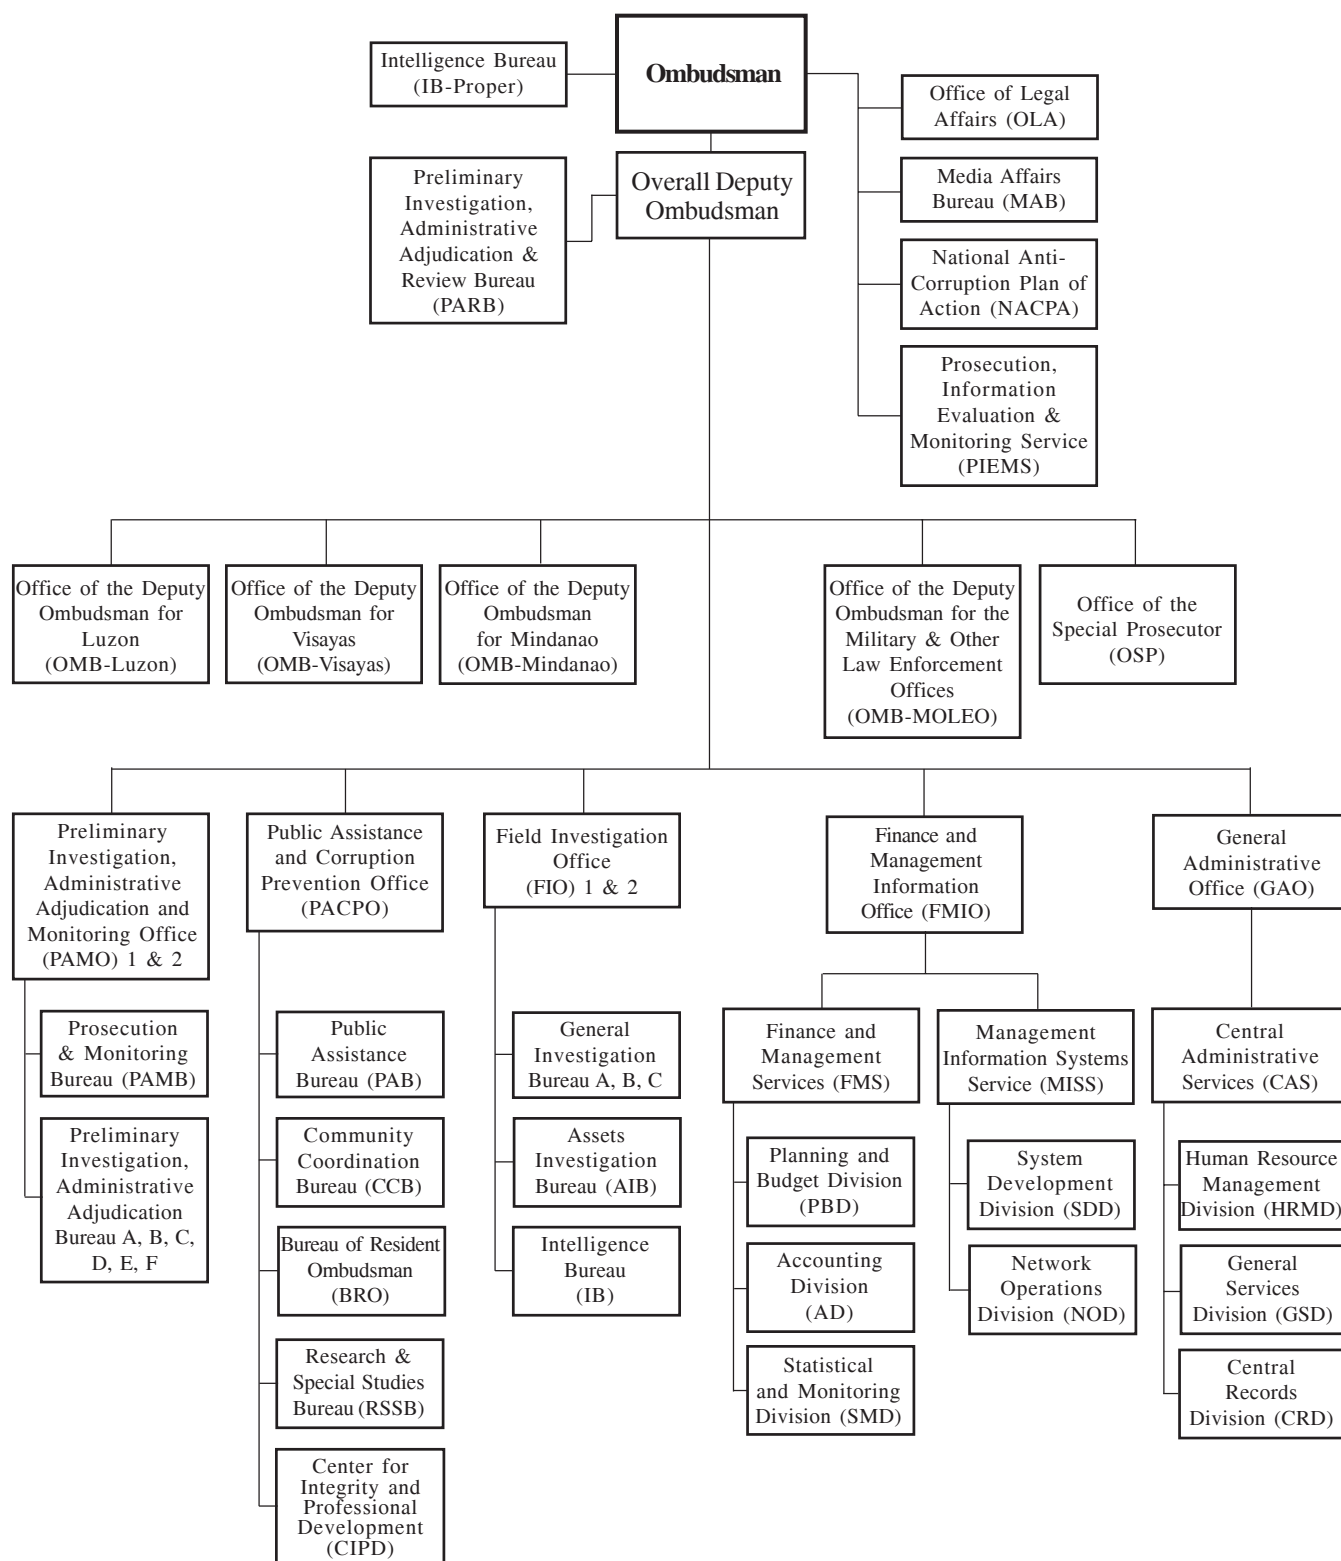 Intelligence Bureau
(IB-Proper)
Ombudsman
Office of Legal
Affairs (OLA)
Preliminary
Investigation,
Administrative
Adjudication &
Review Bureau
(PARB)
Overall Deputy
Ombudsman
Media Affairs
Bureau (MAB)
National Anti-
Corruption Plan of
Action (NACPA)
Prosecution,
Information
Evaluation &
Monitoring Service
(PIEMS)
Office of the Deputy
Ombudsman for
Luzon
(OMB-Luzon)
Office of the Deputy
Ombudsman for
Visayas
(OMB-Visayas)
Office of the Deputy
Ombudsman
for Mindanao
(OMB-Mindanao)
Office of the Deputy
Ombudsman for the
Military & Other
Law Enforcement
Offices
(OMB-MOLEO)
Office of the
Special Prosecutor
(OSP)
Preliminary
Investigation,
Administrative
Adjudication and
Monitoring Office
(PAMO) 1 & 2
Public Assistance
and Corruption
Prevention Office
(PACPO)
Field Investigation
Office
(FIO) 1 & 2
Finance and
Management
Information
Office (FMIO)
General
Administrative
Office (GAO)
Prosecution
& Monitoring
Bureau (PAMB)
Preliminary
Investigation,
Administrative
Adjudication
Bureau A, B, C,
D, E, F
Public
Assistance
Bureau (PAB)
Community
Coordination
Bureau (CCB)
Bureau of Resident
Ombudsman
(BRO)
Research &
Special Studies
Bureau (RSSB)
Center for
Integrity and
Professional
Development
(CIPD)
General
Investigation
Bureau A, B, C
Assets
Investigation
Bureau (AIB)
Intelligence
Bureau
(IB)
Finance and
Management
Services (FMS)
Planning and
Budget Division
(PBD)
Accounting
Division
(AD)
Statistical
and Monitoring
Division (SMD)
Management
Information Systems
Service (MISS)
System
Development
Division (SDD)
Network
Operations
Division (NOD)
Central
Administrative
Services (CAS)
Human Resource
Management
Division (HRMD)
General
Services
Division (GSD)
Central
Records
Division (CRD)